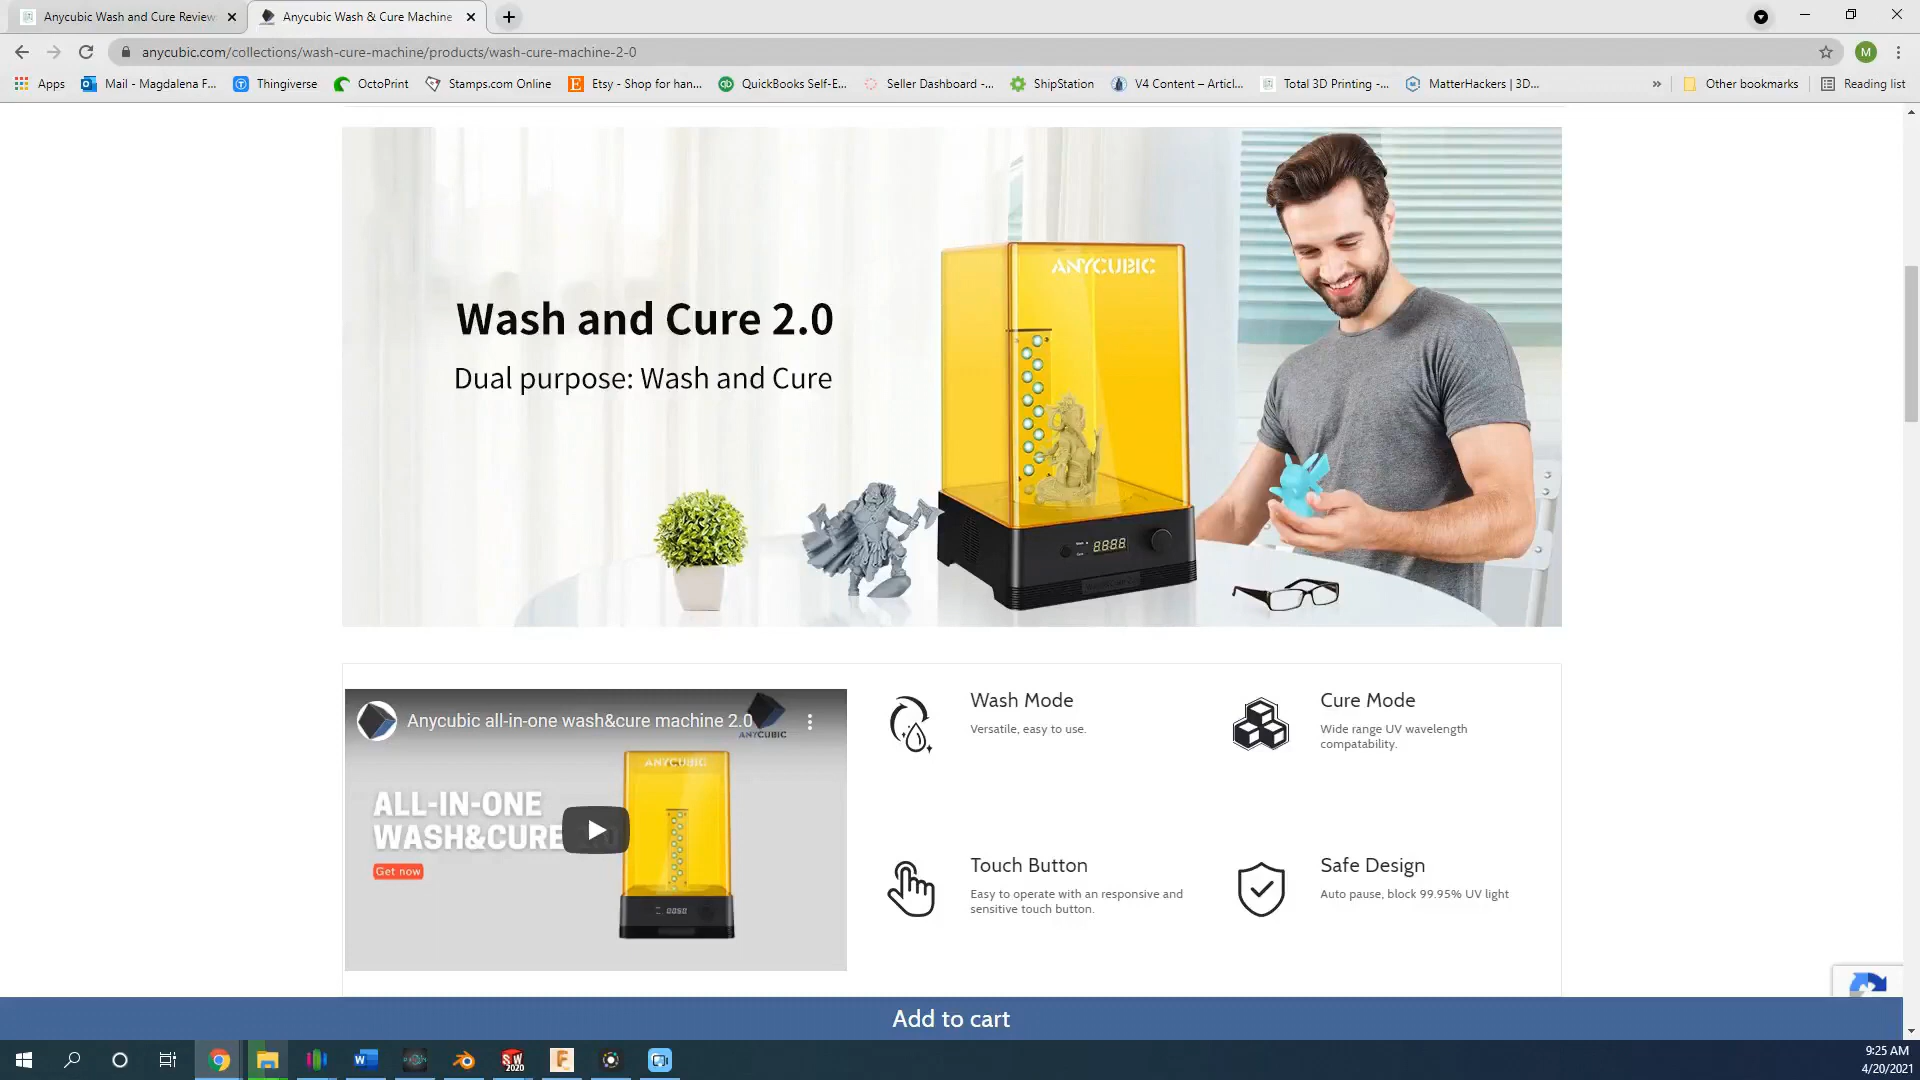 Anycubic Wash and Cure Review
Anycubic Wash & Cure Machine
anycubic.com/collections/wash-cure-machine/products/wash-cure-machine-2-0
M
Apps
Mail - Magdalena F...
Thingiverse
OctoPrint
Stamps.com Online
Etsy - Shop for han...
QuickBooks Self-E...
Seller Dashboard -...
ShipStation
V4 Content – Articl...
Total 3D Printing -...
MatterHackers | 3D...
»
Other bookmarks
Reading list
ANYCUBIC
Wash and Cure 2.0
Dual purpose: Wash and Cure
8888
Anycubic all-in-one wash&cure machine 2.0
ANYCUBIC
ANYCUBIC
ALL-IN-ONE
WASH&CURE
Get now
Wash Mode
Versatile, easy to use.
Cure Mode
Wide range UV wavelength
compatability.
Touch Button
Easy to operate with an responsive and
sensitive touch button.
Safe Design
Auto pause, block 99.95% UV light
Add to cart
9:25 AM
4/20/2021